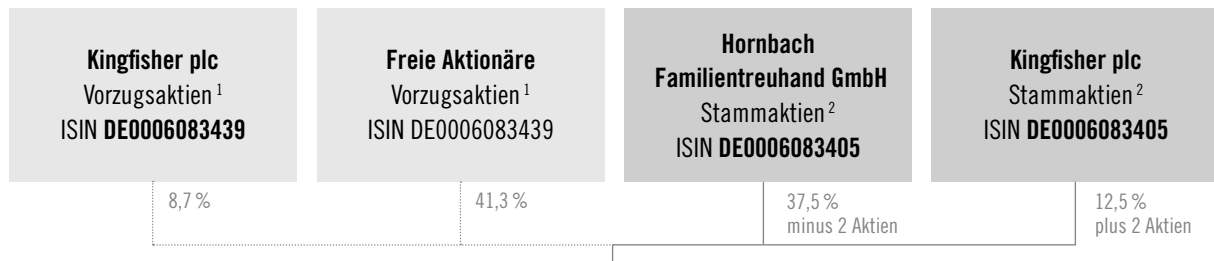 Kingfisher plc
Vorzugsaktien 1
ISIN DE0006083439
Freie Aktionäre
Vorzugsaktien 1
ISIN DE0006083439
Hornbach
Familientreuhand GmbH
Stammaktien 2
ISIN DE0006083405
Kingfisher plc
Stammaktien 2
ISIN DE0006083405
8,7 %
41,3 %
37,5 %
minus 2 Aktien
12,5 %
plus 2 Aktien